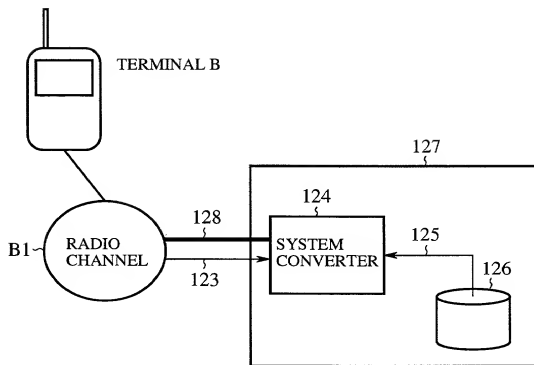 TERMINAL B
127
124
128
125
B1
RADIO
CHANNEL
SYSTEM
CONVERTER
126
123